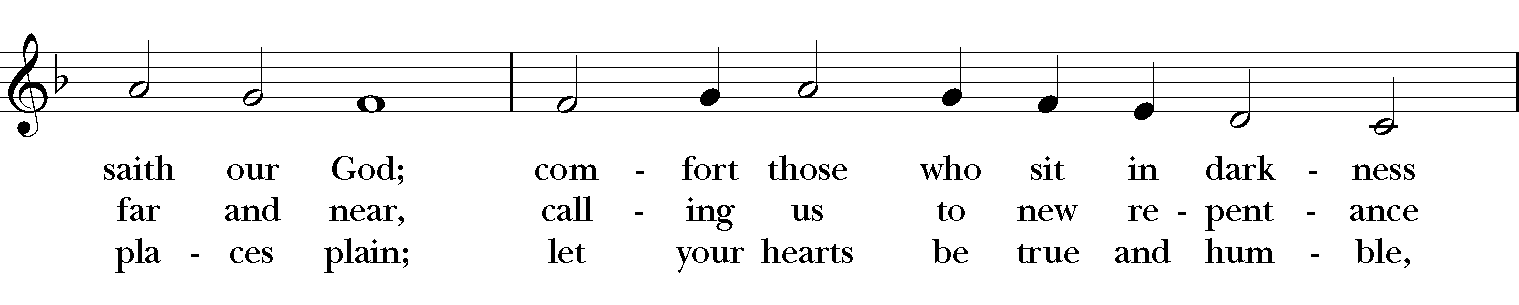 saith our God; com - fort those who sit in dark - ness
far and near, call - ing us to new re - pent - ance
pla - ces plain; let your hearts be true and hum - ble,